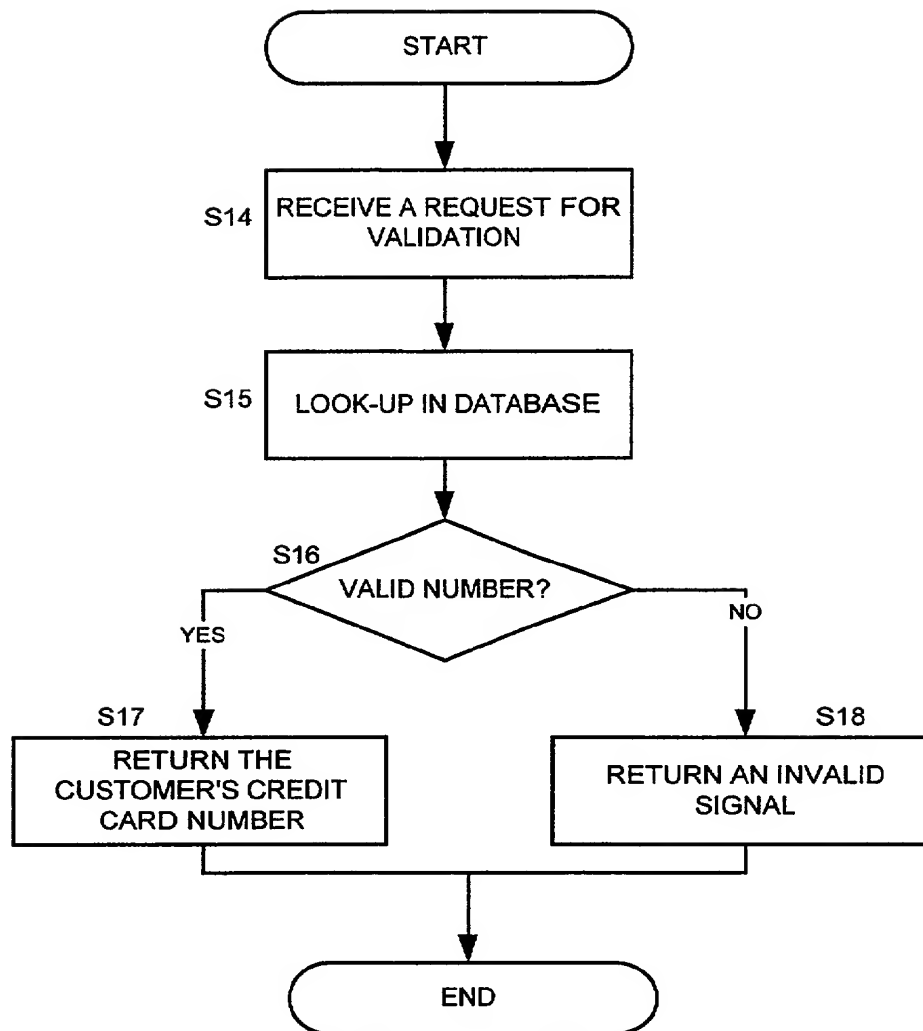 START
S14
RECEIVE A REQUEST FOR
VALIDATION
S15
LOOK-UP IN DATABASE
S16
VALID NUMBER?
YES
NO
S17
RETURN THE
CUSTOMER'S CREDIT
CARD NUMBER
S18
RETURN AN INVALID
SIGNAL
END